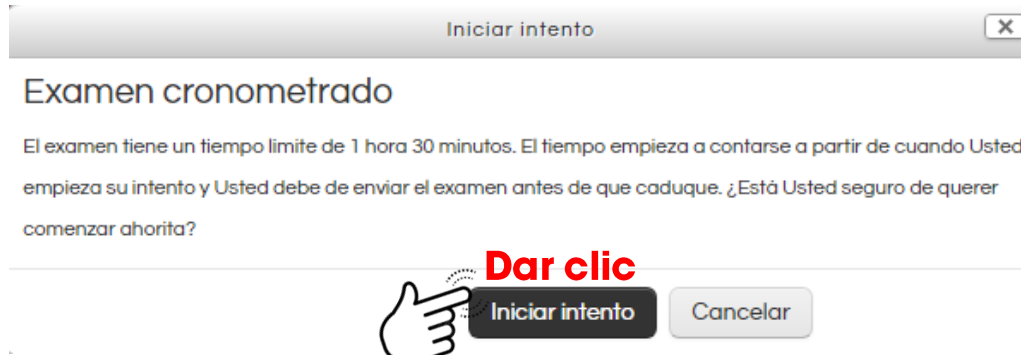 Iniciar intento
Examen cronometrado
El examen tiene un tiempo limite de 1 hora 30 minutos. El tiempo empieza a contarse a partir de cuando Usted
empieza su intento y Usted debe de enviar el examen antes de que caduque. ¿Está Usted seguro de querer
comenzar ahorita?
Dar clic
Iniciar intento
Cancelar